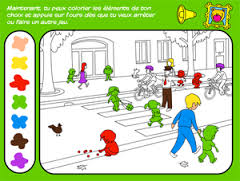 Maintenant, tu peux colorier les éléments de ton
choix et appuie sur l'ours dès que tu veux arrêter
ou faire un autre jeu.